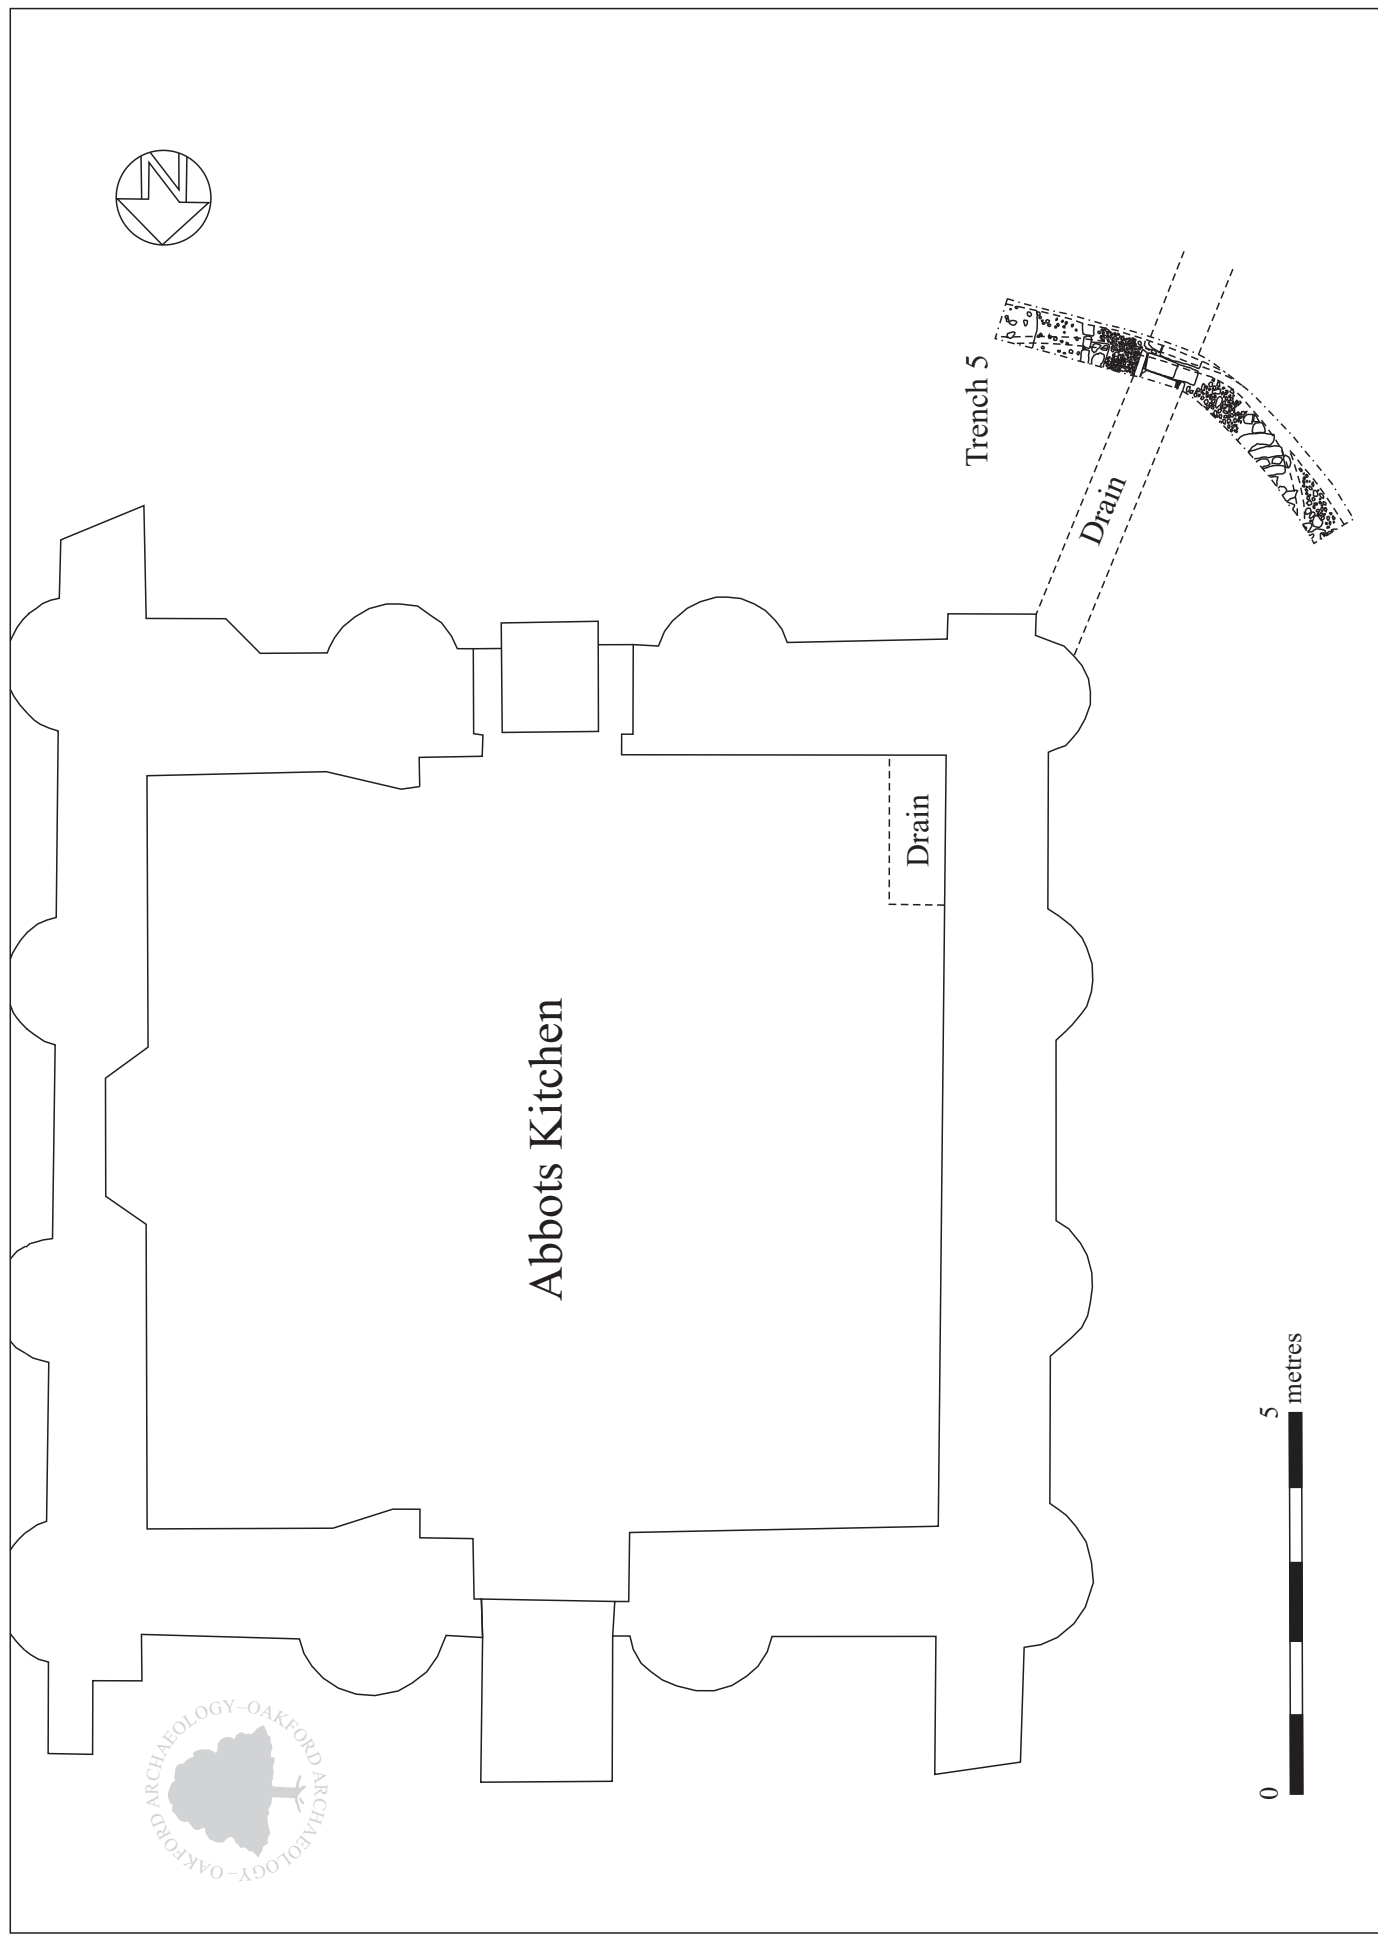 N
Trench 5
Drain
Drain
Abbots Kitchen
0 5 metres
OAKFORD ARCHAEOLOGY–OAKFORD ARCHAEOLOGY–